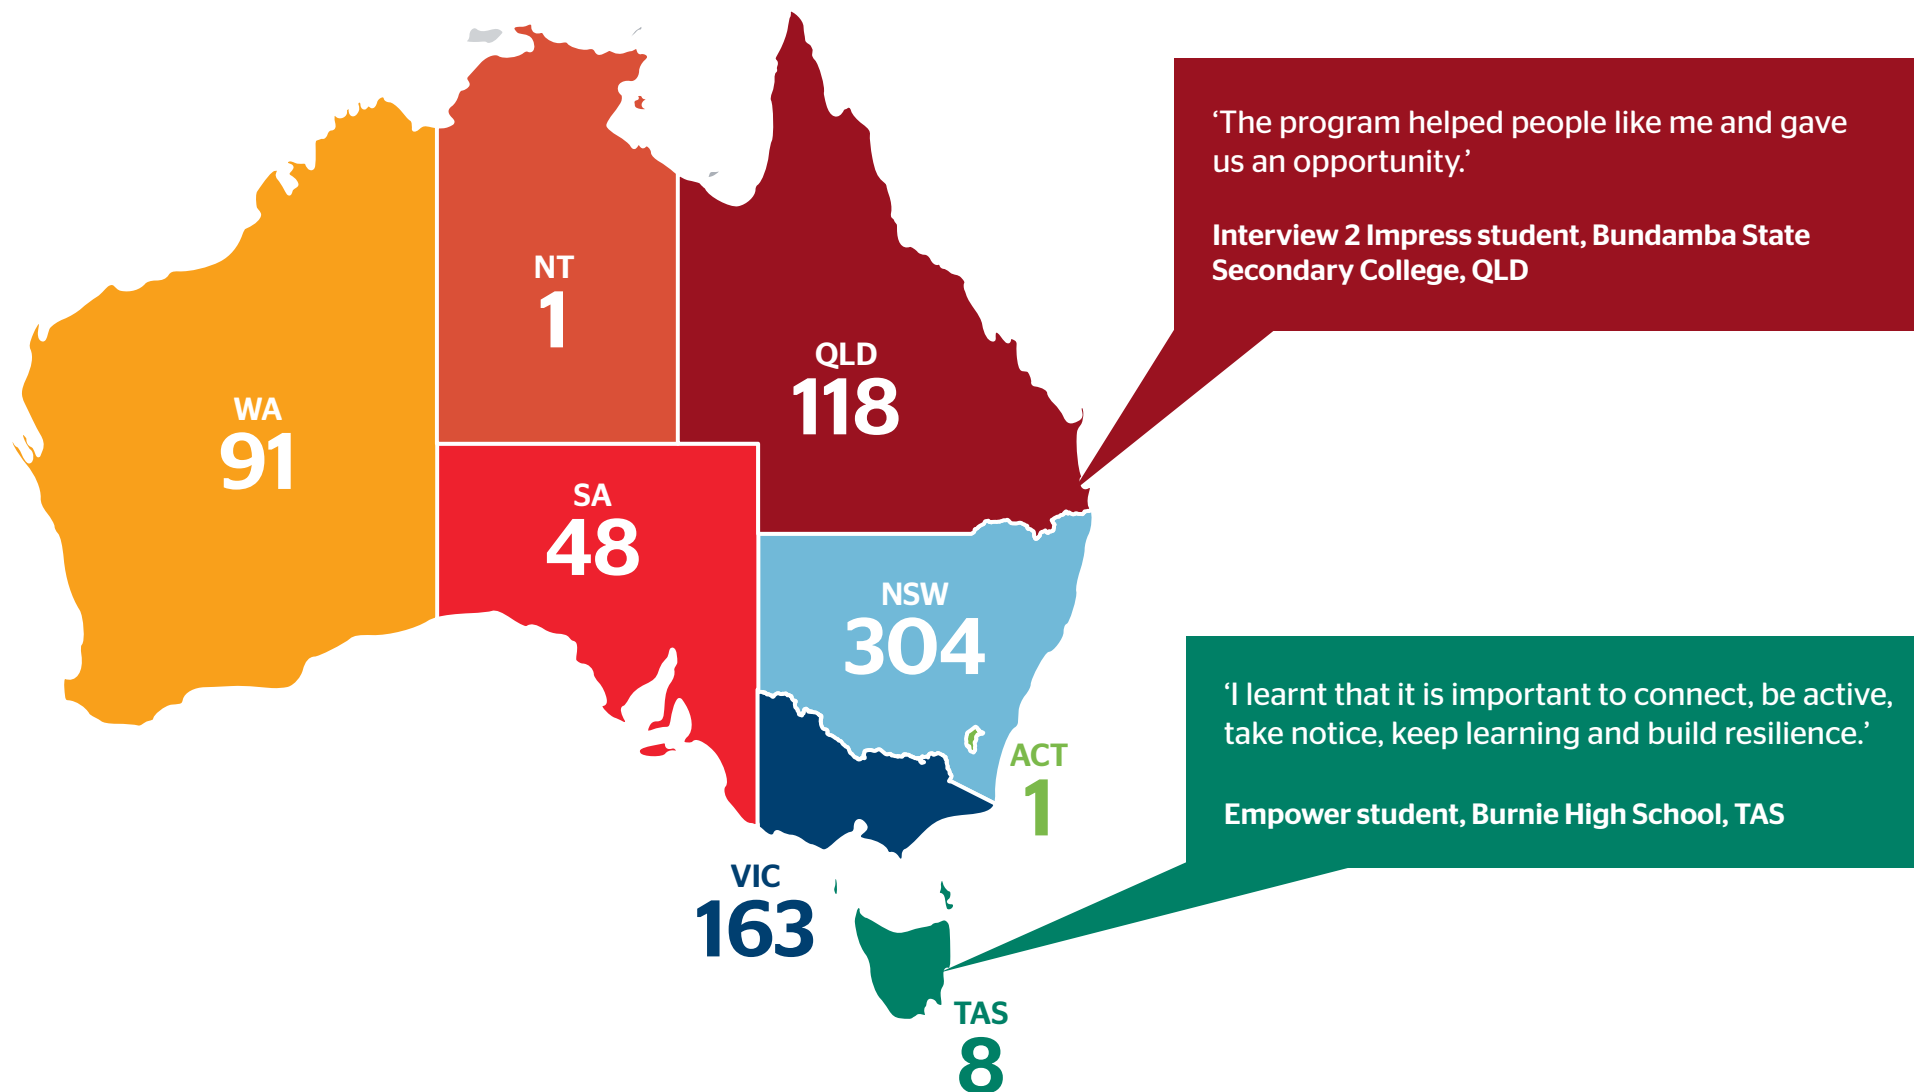 NT
1
QLD
118
WA
91
SA
48
NSW
304
ACT
1
VIC
163
TAS
8
‘The program helped people like me and gave
us an opportunity.’
Interview 2 Impress student, Bundamba State
Secondary College, QLD
‘I learnt that it is important to connect, be active,
take notice, keep learning and build resilience.’
Empower student, Burnie High School, TAS